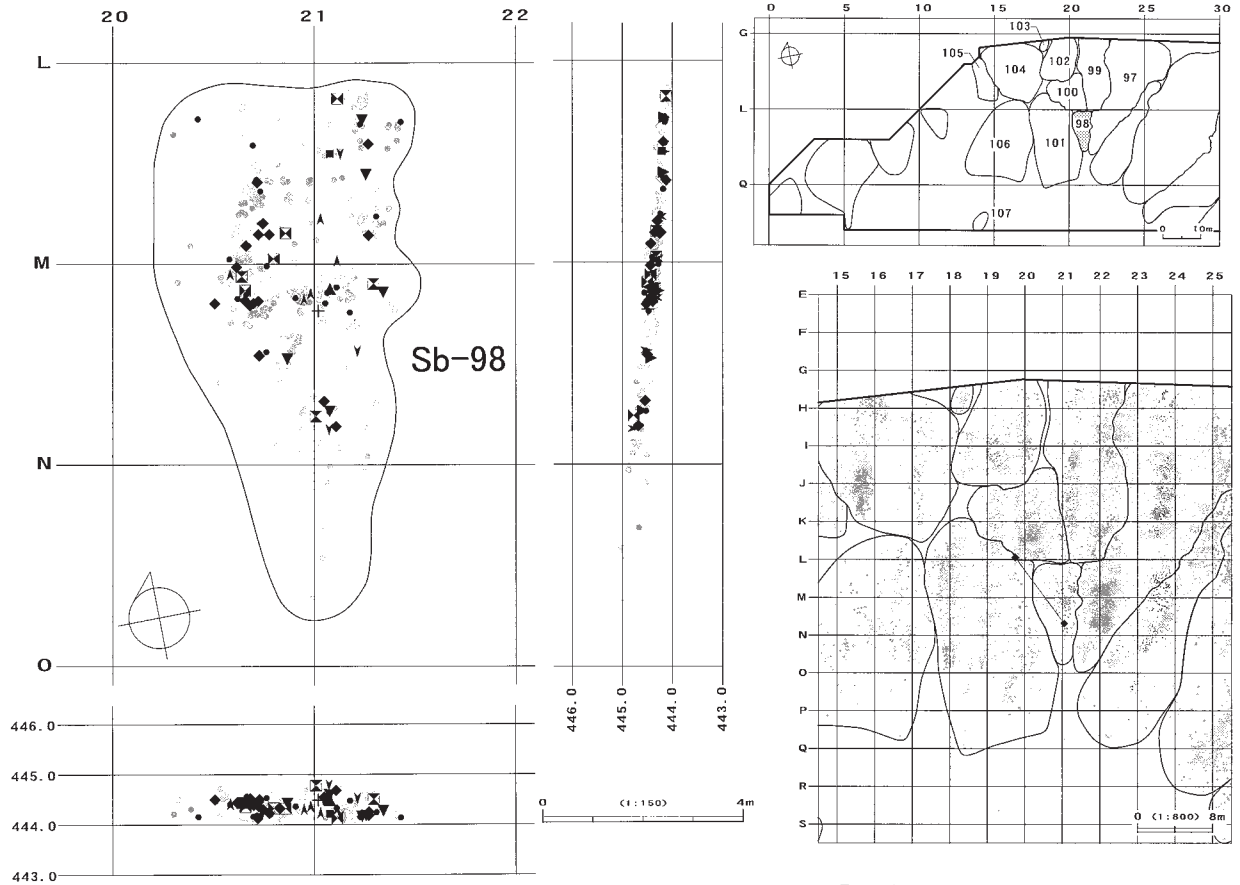 20 21 22
L
M
N
O
Sb-98
446.0
445.0
444.0
443.0
446.0 445.0 444.0 443.0
0 (1:150) 4m
0 5 10 15 20 25 30
G
L
Q
103
105
104
102
99
97
100
98
106
101
107
0 10m
15 16 17 18 19 20 21 22 23 24 25
E
F
G
H
I
J
K
L
M
N
O
P
Q
R
S
0 (1:800) 8m